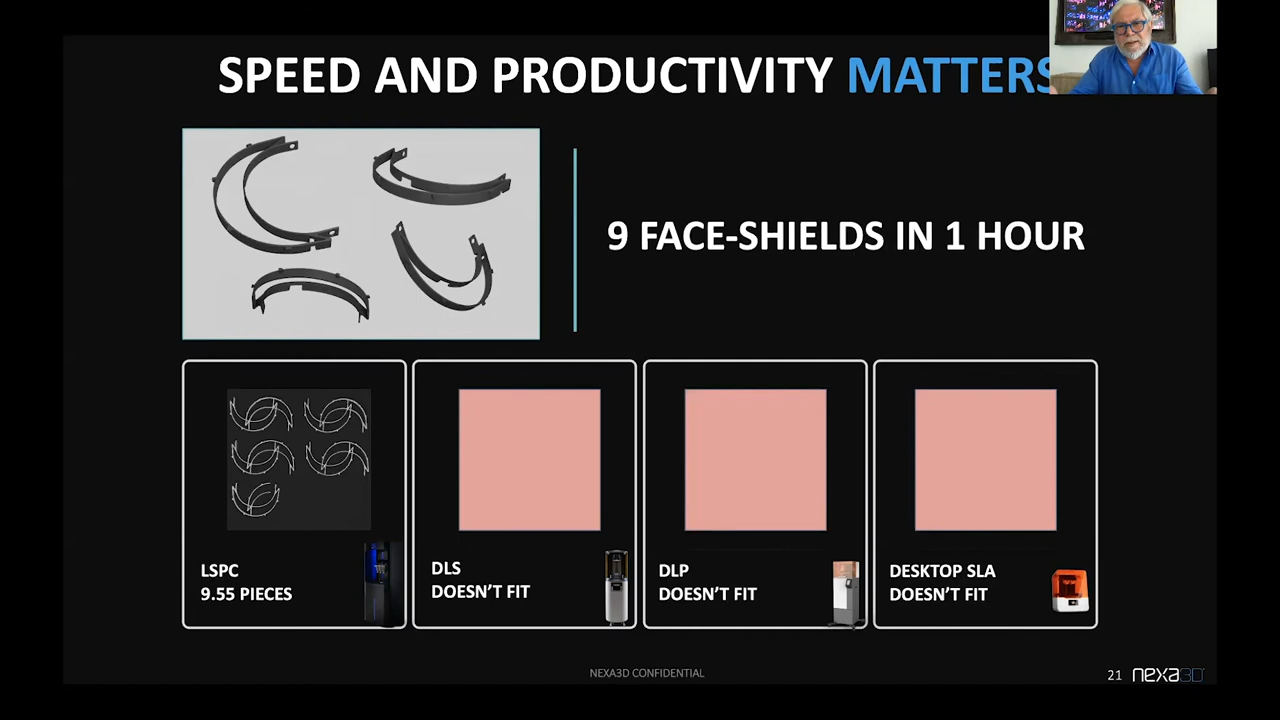 SPEED AND PRODUCTIVITY MATTERS
9 FACE-SHIELDS IN 1 HOUR
LSPC
9.55 PIECES
DLS
DOESN’T FIT
DLP
DOESN’T FIT
DESKTOP SLA
DOESN’T FIT
NEXA3D CONFIDENTIAL
21 nexa3D